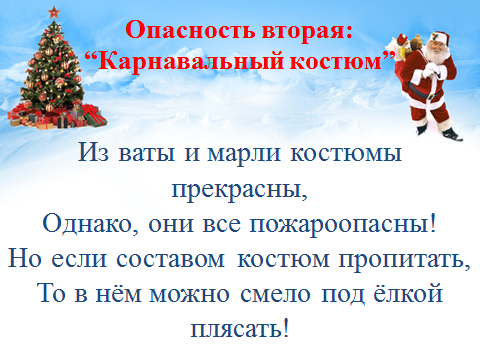 Опасность вторая:
“Карнавальный костюм”
Из ваты и марли костюмы
прекрасны,
Однако, они все пожароопасны!
Но если составом костюм пропитать,
То в нём можно смело под ёлкой
плясать!